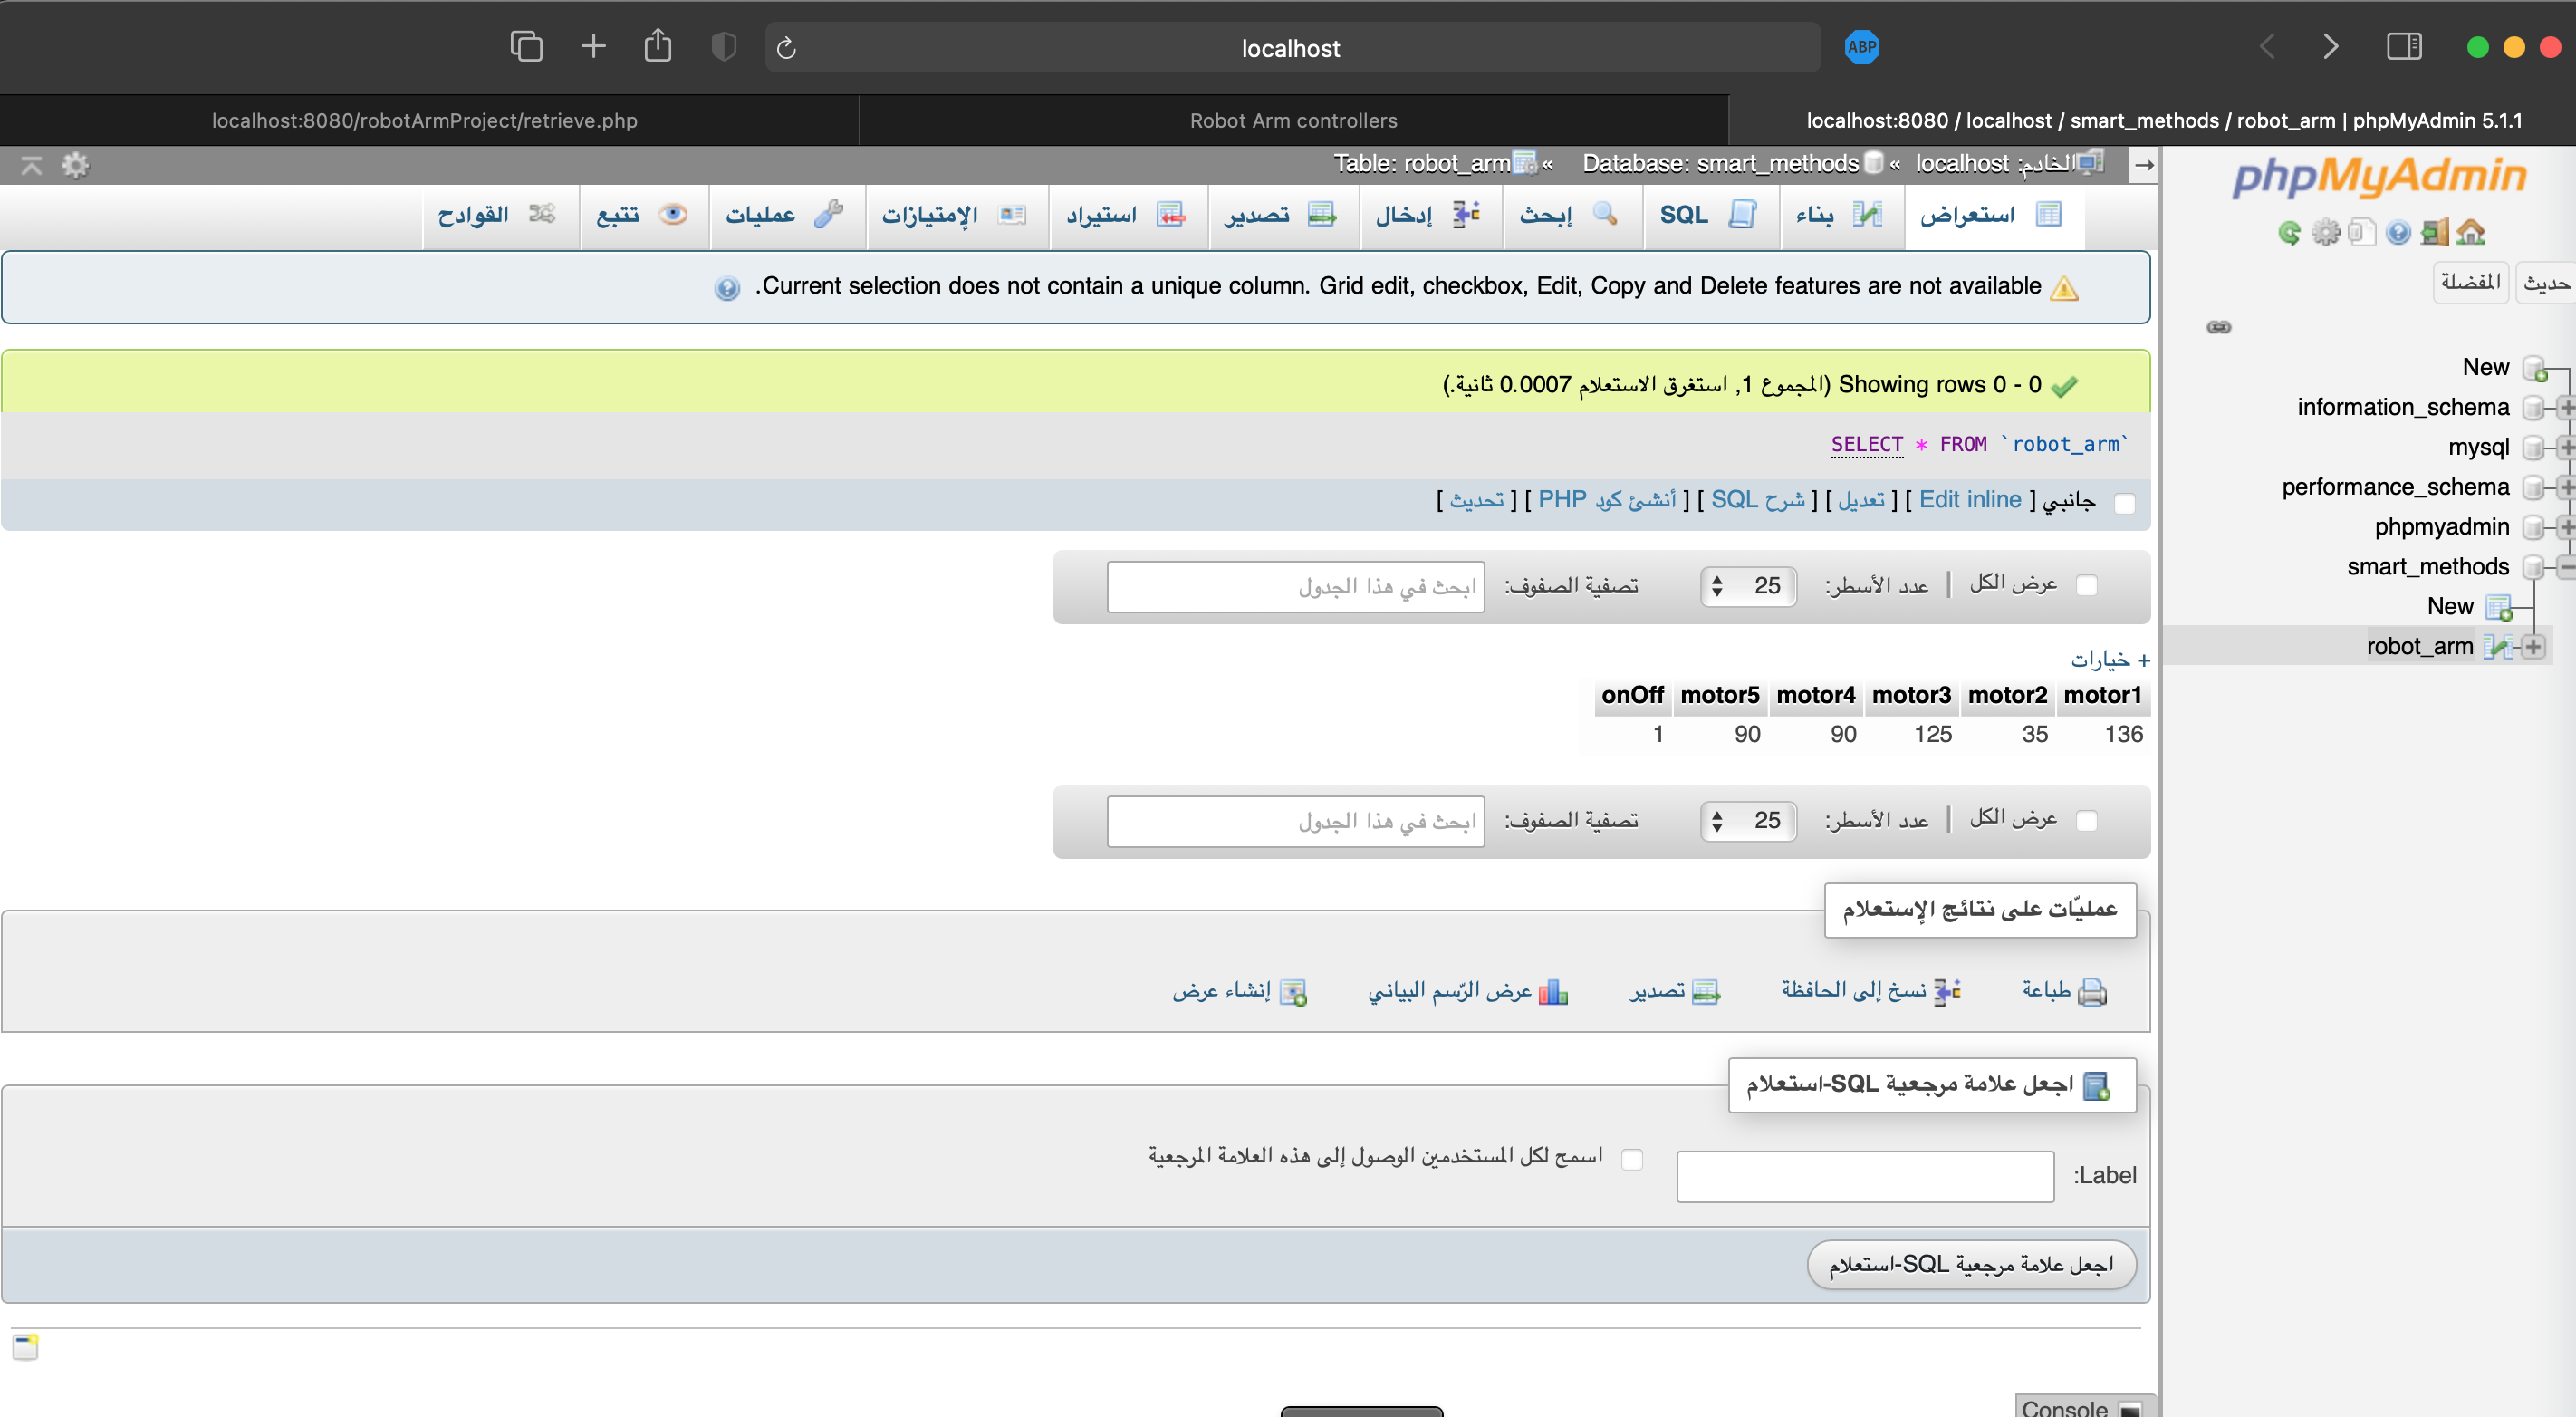 localhost
ABP
localhost:8080/robotArmProject/retrieve.php
Robot Arm controllers
localhost:8080 / localhost / smart_methods / robot_arm | phpMyAdmin 5.1.1
الخادم: localhost » Database: smart_methods » Table: robot_arm
استعراض
بناء
SQL
إبحث
إدخال
تصدير
استيراد
الإمتيازات
عمليات
تتبع
القوادح
Current selection does not contain a unique column. Grid edit, checkbox, Edit, Copy and Delete features are not available.
Showing rows 0 - 0 (المجموع 1, استغرق الاستعلام 0.0007 ثانية.)
SELECT * FROM `robot_arm`
جانبي [ Edit inline ] [ تعديل ] [ شرح SQL ] [ أنشئ كود PHP ] [ تحديث ]
عرض الكل | عدد الأسطر: 25 تصفية الصفوف: ابحث في هذا الجدول
+ خيارات
motor1 motor2 motor3 motor4 motor5 onOff
136 35 125 90 90 1
عرض الكل | عدد الأسطر: 25 تصفية الصفوف: ابحث في هذا الجدول
عمليّات على نتائج الإستعلام
طباعة
نسخ إلى الحافظة
تصدير
عرض الرّسم البياني
إنشاء عرض
اجعل علامة مرجعية SQL-استعلام
Label:
اسمح لكل المستخدمين الوصول إلى هذه العلامة المرجعية
اجعل علامة مرجعية SQL-استعلام
Console
phpMyAdmin
حديث
المفضلة
New
information_schema
mysql
performance_schema
phpmyadmin
smart_methods
New
robot_arm